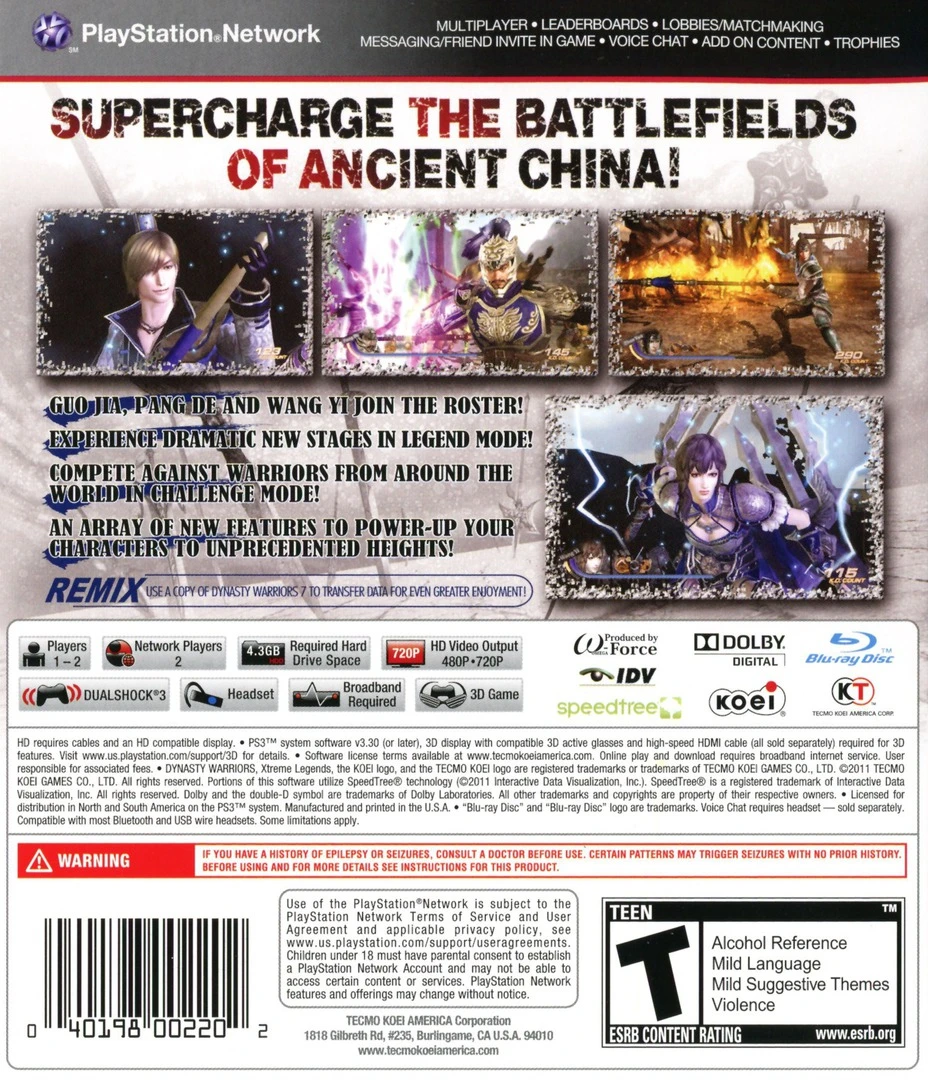 PlayStation®Network
SM
MULTIPLAYER • LEADERBOARDS • LOBBIES/MATCHMAKING
MESSAGING/FRIEND INVITE IN GAME • VOICE CHAT • ADD ON CONTENT • TROPHIES
SUPERCHARGE THE BATTLEFIELDS
OF ANCIENT CHINA!
123
K.O. COUNT
145
K.O. COUNT
290
K.O. COUNT
GUO JIA, PANG DE AND WANG YI JOIN THE ROSTER!
EXPERIENCE DRAMATIC NEW STAGES IN LEGEND MODE!
COMPETE AGAINST WARRIORS FROM AROUND THE
WORLD IN CHALLENGE MODE!
AN ARRAY OF NEW FEATURES TO POWER-UP YOUR
CHARACTERS TO UNPRECEDENTED HEIGHTS!
115
K.O. COUNT
REMIX USE A COPY OF DYNASTY WARRIORS 7 TO TRANSFER DATA FOR EVEN GREATER ENJOYMENT!
Players
1 – 2
Network Players
2
4.3GB
HDD
Required Hard
Drive Space
720P
HD Video Output
480P•720P
DUALSHOCK®3
Headset
Broadband
Required
3D Game
Produced by
ω-Force
OMEGA
IDV
speedtree
DOLBY
DIGITAL
KOEI®
Blu-ray Disc™
KT
TECMO KOEI AMERICA CORP.
HD requires cables and an HD compatible display. • PS3™ system software v3.30 (or later), 3D display with compatible 3D active glasses and high-speed HDMI cable (all sold separately) required for 3D
features. Visit www.us.playstation.com/support/3D for details. • Software license terms available at www.tecmokoeiamerica.com. Online play and download requires broadband internet service. User
responsible for associated fees. • DYNASTY WARRIORS, Xtreme Legends, the KOEI logo, and the TECMO KOEI logo are registered trademarks or trademarks of TECMO KOEI GAMES CO., LTD. ©2011 TECMO
KOEI GAMES CO., LTD. All rights reserved. Portions of this software utilize SpeedTree® technology (©2011 Interactive Data Visualization, Inc.). SpeedTree® is a registered trademark of Interactive Data
Visualization, Inc. All rights reserved. Dolby and the double-D symbol are trademarks of Dolby Laboratories. All other trademarks and copyrights are property of their respective owners. • Licensed for
distribution in North and South America on the PS3™ system. Manufactured and printed in the U.S.A. • “Blu-ray Disc” and “Blu-ray Disc” logo are trademarks. Voice Chat requires headset — sold separately.
Compatible with most Bluetooth and USB wire headsets. Some limitations apply.
WARNING
IF YOU HAVE A HISTORY OF EPILEPSY OR SEIZURES, CONSULT A DOCTOR BEFORE USE. CERTAIN PATTERNS MAY TRIGGER SEIZURES WITH NO PRIOR HISTORY.
BEFORE USING AND FOR MORE DETAILS SEE INSTRUCTIONS FOR THIS PRODUCT.
0 40198 00220 2
Use of the PlayStation®Network is subject to the
PlayStation Network Terms of Service and User
Agreement and applicable privacy policy, see
www.us.playstation.com/support/useragreements.
Children under 18 must have parental consent to establish
a PlayStation Network Account and may not be able to
access certain content or services. PlayStation Network
features and offerings may change without notice.
TECMO KOEI AMERICA Corporation
1818 Gilbreth Rd, #235, Burlingame, CA U.S.A. 94010
www.tecmokoeiamerica.com
TEEN
™
T
Alcohol Reference
Mild Language
Mild Suggestive Themes
Violence
ESRB CONTENT RATING
www.esrb.org